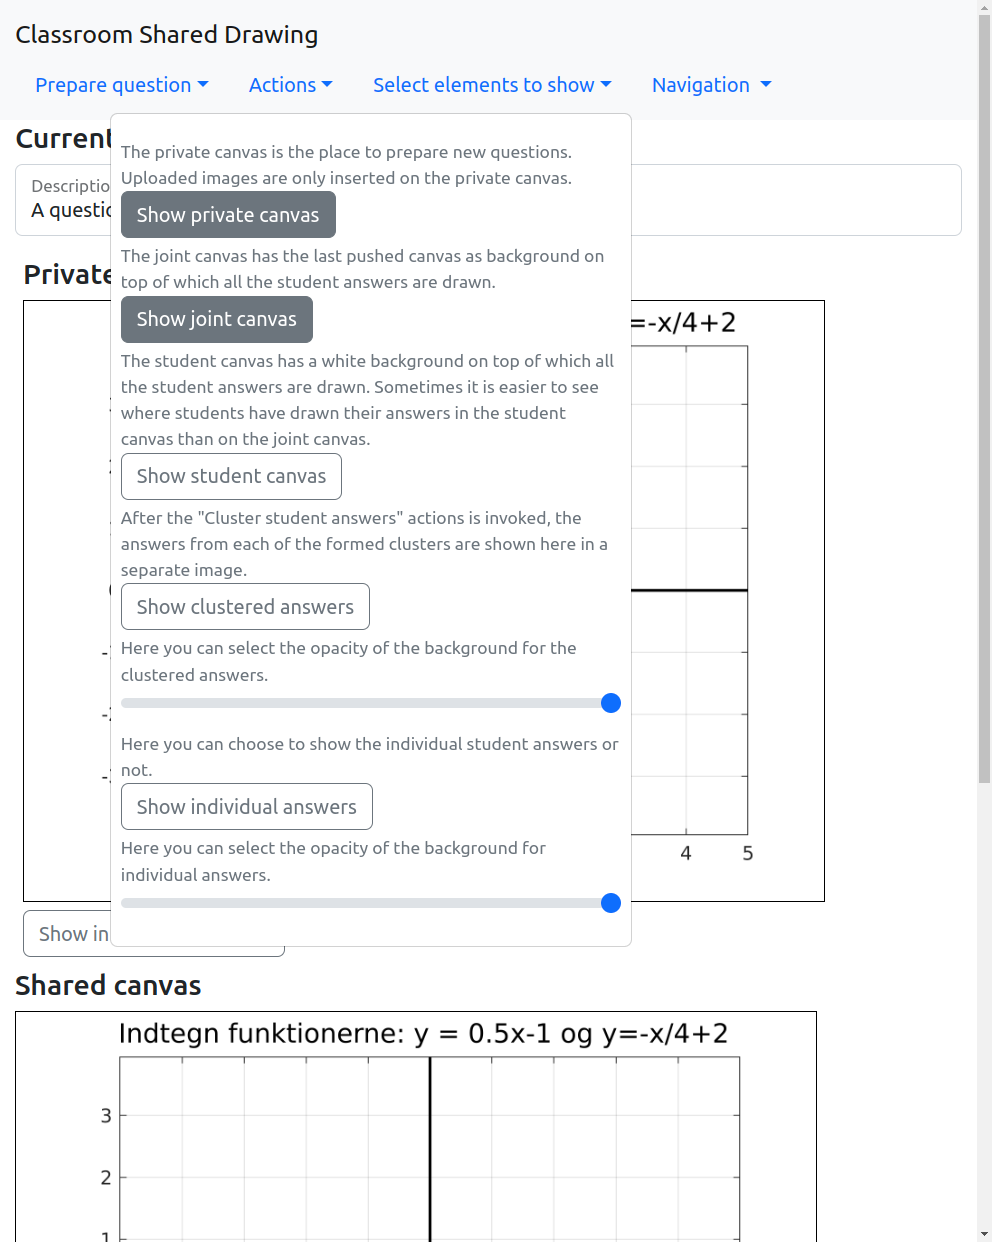 Classroom Shared Drawing
Prepare question
Actions
Select elements to show
Navigation
Current
The private canvas is the place to prepare new questions.
Uploaded images are only inserted on the private canvas.
Show private canvas
The joint canvas has the last pushed canvas as background on
top of which all the student answers are drawn.
Show joint canvas
The student canvas has a white background on top of which all
the student answers are drawn. Sometimes it is easier to see
where students have drawn their answers in the student
canvas than on the joint canvas.
Show student canvas
After the "Cluster student answers" actions is invoked, the
answers from each of the formed clusters are shown here in a
separate image.
Show clustered answers
Here you can select the opacity of the background for the
clustered answers.
Here you can choose to show the individual student answers or
not.
Show individual answers
Here you can select the opacity of the background for
individual answers.
Descriptio
A questio
Private
=-x/4+2
4
5
Show in
Shared canvas
Indtegn funktionerne: y = 0.5x-1 og y=-x/4+2
3
2
1